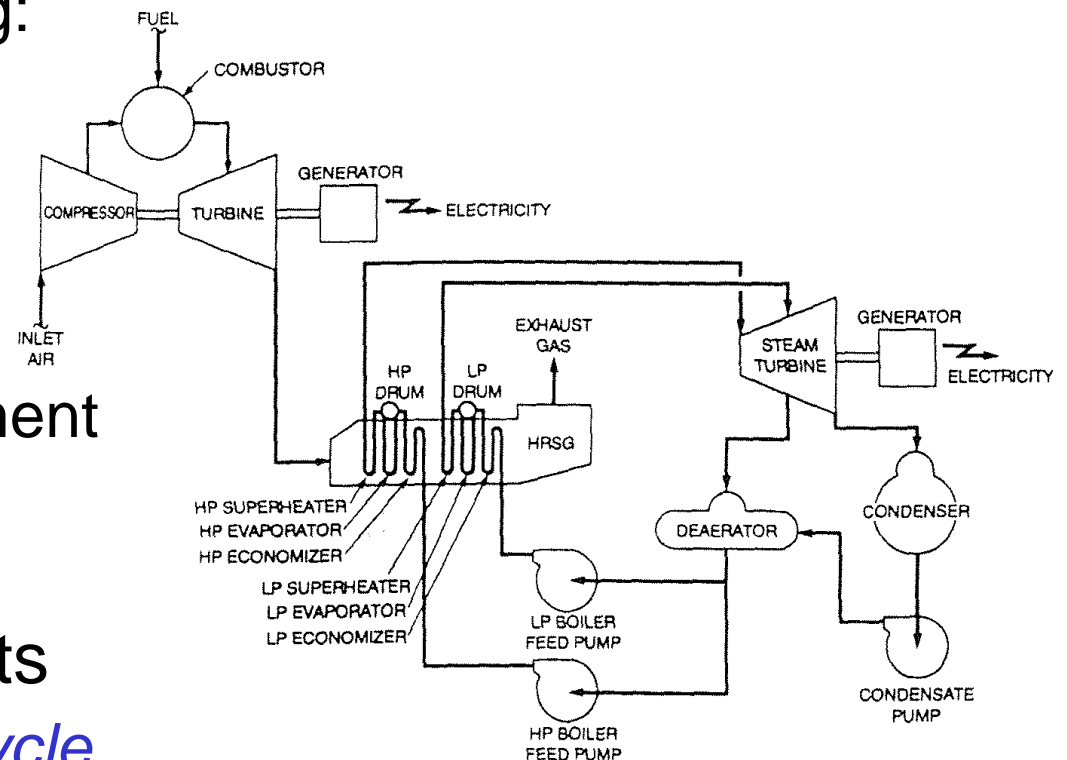 g:
FUEL
COMBUSTOR
GENERATOR
COMPRESSOR
TURBINE
ELECTRICITY
INLET
AIR
EXHAUST
GAS
GENERATOR
STEAM
TURBINE
ELECTRICITY
HP
DRUM
LP
DRUM
ment
HRSG
HP SUPERHEATER
HP EVAPORATOR
HP ECONOMIZER
DEAERATOR
CONDENSER
LP SUPERHEATER
LP EVAPORATOR
LP ECONOMIZER
LP BOILER
FEED PUMP
ts
CONDENSATE
PUMP
ycle
HP BOILER
FEED PUMP